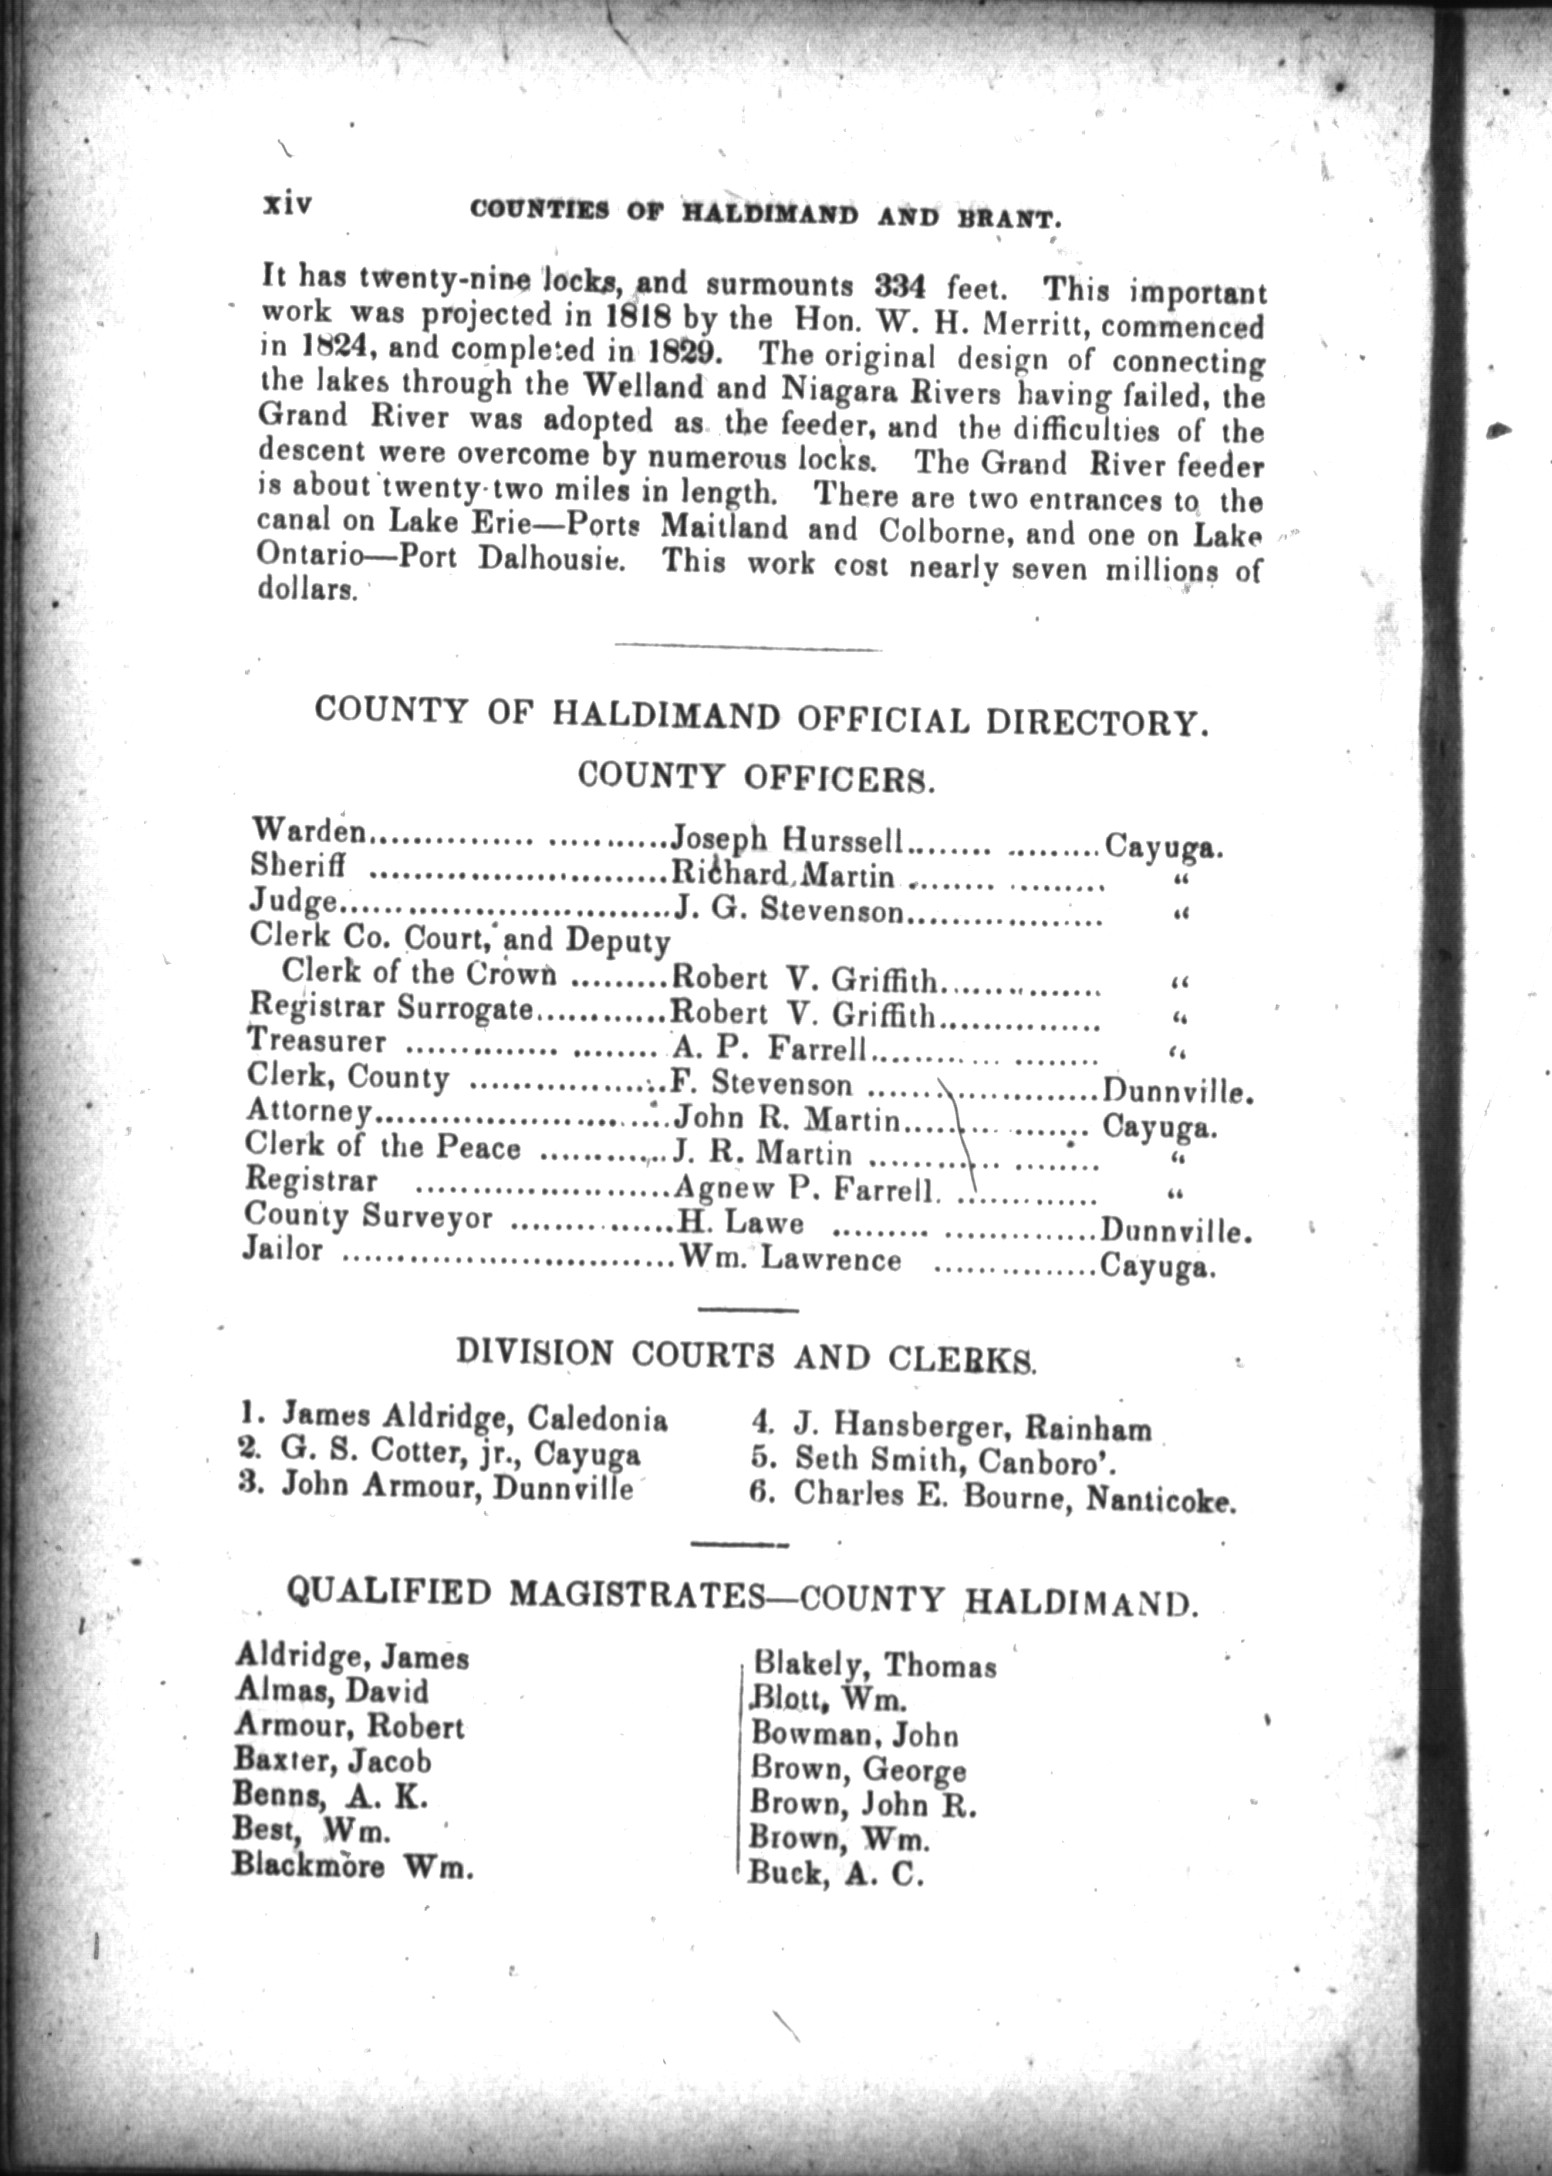 xiv COUNTIES OF HALDIMAND AND BRANT.
It has twenty-nine locks, and surmounts 334 feet. This important
work was projected in 1818 by the Hon. W. H. Merritt, commenced
in 1824, and completed in 1829. The original design of connecting
the lakes through the Welland and Niagara Rivers having failed, the
Grand River was adopted as the feeder, and the difficulties of the
descent were overcome by numerous locks. The Grand River feeder
is about twenty-two miles in length. There are two entrances to the
canal on Lake Erie—Ports Maitland and Colborne, and one on Lake
Ontario—Port Dalhousie. This work cost nearly seven millions of
dollars.
COUNTY OF HALDIMAND OFFICIAL DIRECTORY.
COUNTY OFFICERS.
Warden..........................Joseph Hurssell.................Cayuga.
Sheriff ...........................Richard Martin ................. “
Judge..............................J. G. Stevenson................. “
Clerk Co. Court, and Deputy
Clerk of the Crown .........Robert V. Griffith............... “
Registrar Surrogate............Robert V. Griffith............... “
Treasurer ...................... A. P. Farrell.................... “
Clerk, County ..................F. Stevenson .....................Dunnville.
Attorney...........................John R. Martin................. Cayuga.
Clerk of the Peace ............J. R. Martin .................... “
Registrar .......................Agnew P. Farrell. ............. “
County Surveyor ...............H. Lawe .......................Dunnville.
Jailor ..............................Wm. Lawrence ...............Cayuga.
DIVISION COURTS AND CLERKS.
1. James Aldridge, Caledonia
2. G. S. Cotter, jr., Cayuga
3. John Armour, Dunnville
4. J. Hansberger, Rainham
5. Seth Smith, Canboro’.
6. Charles E. Bourne, Nanticoke.
QUALIFIED MAGISTRATES—COUNTY HALDIMAND.
Aldridge, James
Almas, David
Armour, Robert
Baxter, Jacob
Benns, A. K.
Best, Wm.
Blackmore Wm.
Blakely, Thomas
Blott, Wm.
Bowman, John
Brown, George
Brown, John R.
Brown, Wm.
Buck, A. C.